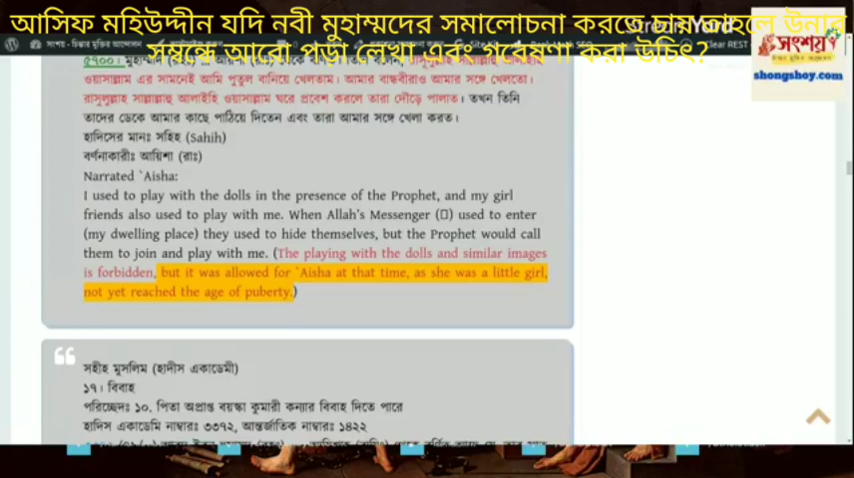 আসিফ মহিউদ্দীন যদি নবী মুহাম্মদের সমালোচনা করতে চায় তাহলে উনার
সম্বন্ধে আরো পড়া লেখা এবং গবেষণা করা উচিৎ?
সংশয় - চিন্তার মুক্তির আন্দোলন
সংশয়
shongshoy.com
৫৭০০।
ওয়াসাল্লাম এর সামনেই আমি পুতুল বানিয়ে খেলতাম। আমার বান্ধবীরাও আমার সঙ্গে খেলতো।
রাসূলুল্লাহ সাল্লাল্লাহু আলাইহি ওয়াসাল্লাম ঘরে প্রবেশ করলে তারা দৌড়ে পালাত। তখন তিনি
তাদের ডেকে আমার কাছে পাঠিয়ে দিতেন এবং তারা আমার সঙ্গে খেলা করত।
হাদিসের মানঃ সহিহ (Sahih)
বর্ণনাকারীঃ আয়িশা (রাঃ)
Narrated `Aisha:
I used to play with the dolls in the presence of the Prophet, and my girl
friends also used to play with me. When Allah's Messenger (▯) used to enter
(my dwelling place) they used to hide themselves, but the Prophet would call
them to join and play with me. (The playing with the dolls and similar images
is forbidden, but it was allowed for `Aisha at that time, as she was a little girl,
not yet reached the age of puberty.)
সহীহ মুসলিম (হাদীস একাডেমী)
১৭। বিবাহ
পরিচ্ছেদঃ ১০. পিতা অপ্রাপ্ত বয়স্কা কুমারী কন্যার বিবাহ দিতে পারে
হাদিস একাডেমি নাম্বারঃ ৩৩৭২, আন্তর্জাতিক নাম্বারঃ ১৪২২